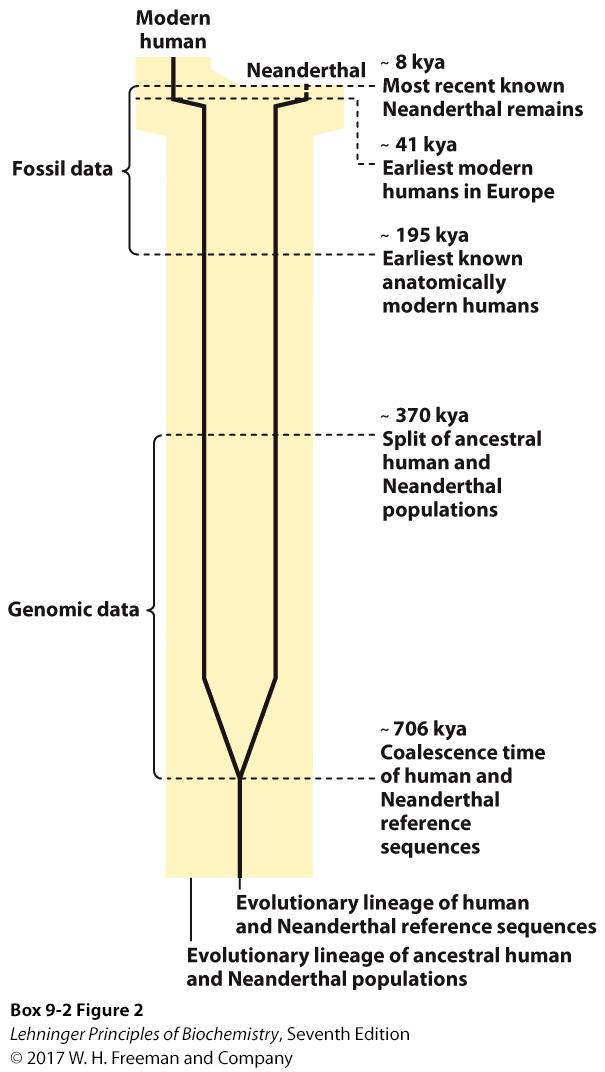 Modern
human
Neanderthal
~ 8 kya
Most recent known
Neanderthal remains
~ 41 kya
Earliest modern
humans in Europe
Fossil data
~ 195 kya
Earliest known
anatomically
modern humans
~ 370 kya
Split of ancestral
human and
Neanderthal
populations
Genomic data
~ 706 kya
Coalescence time
of human and
Neanderthal
reference
sequences
Evolutionary lineage of human
and Neanderthal reference sequences
Evolutionary lineage of ancestral human
and Neanderthal populations
Box 9-2 Figure 2
Lehninger Principles of Biochemistry, Seventh Edition
© 2017 W. H. Freeman and Company